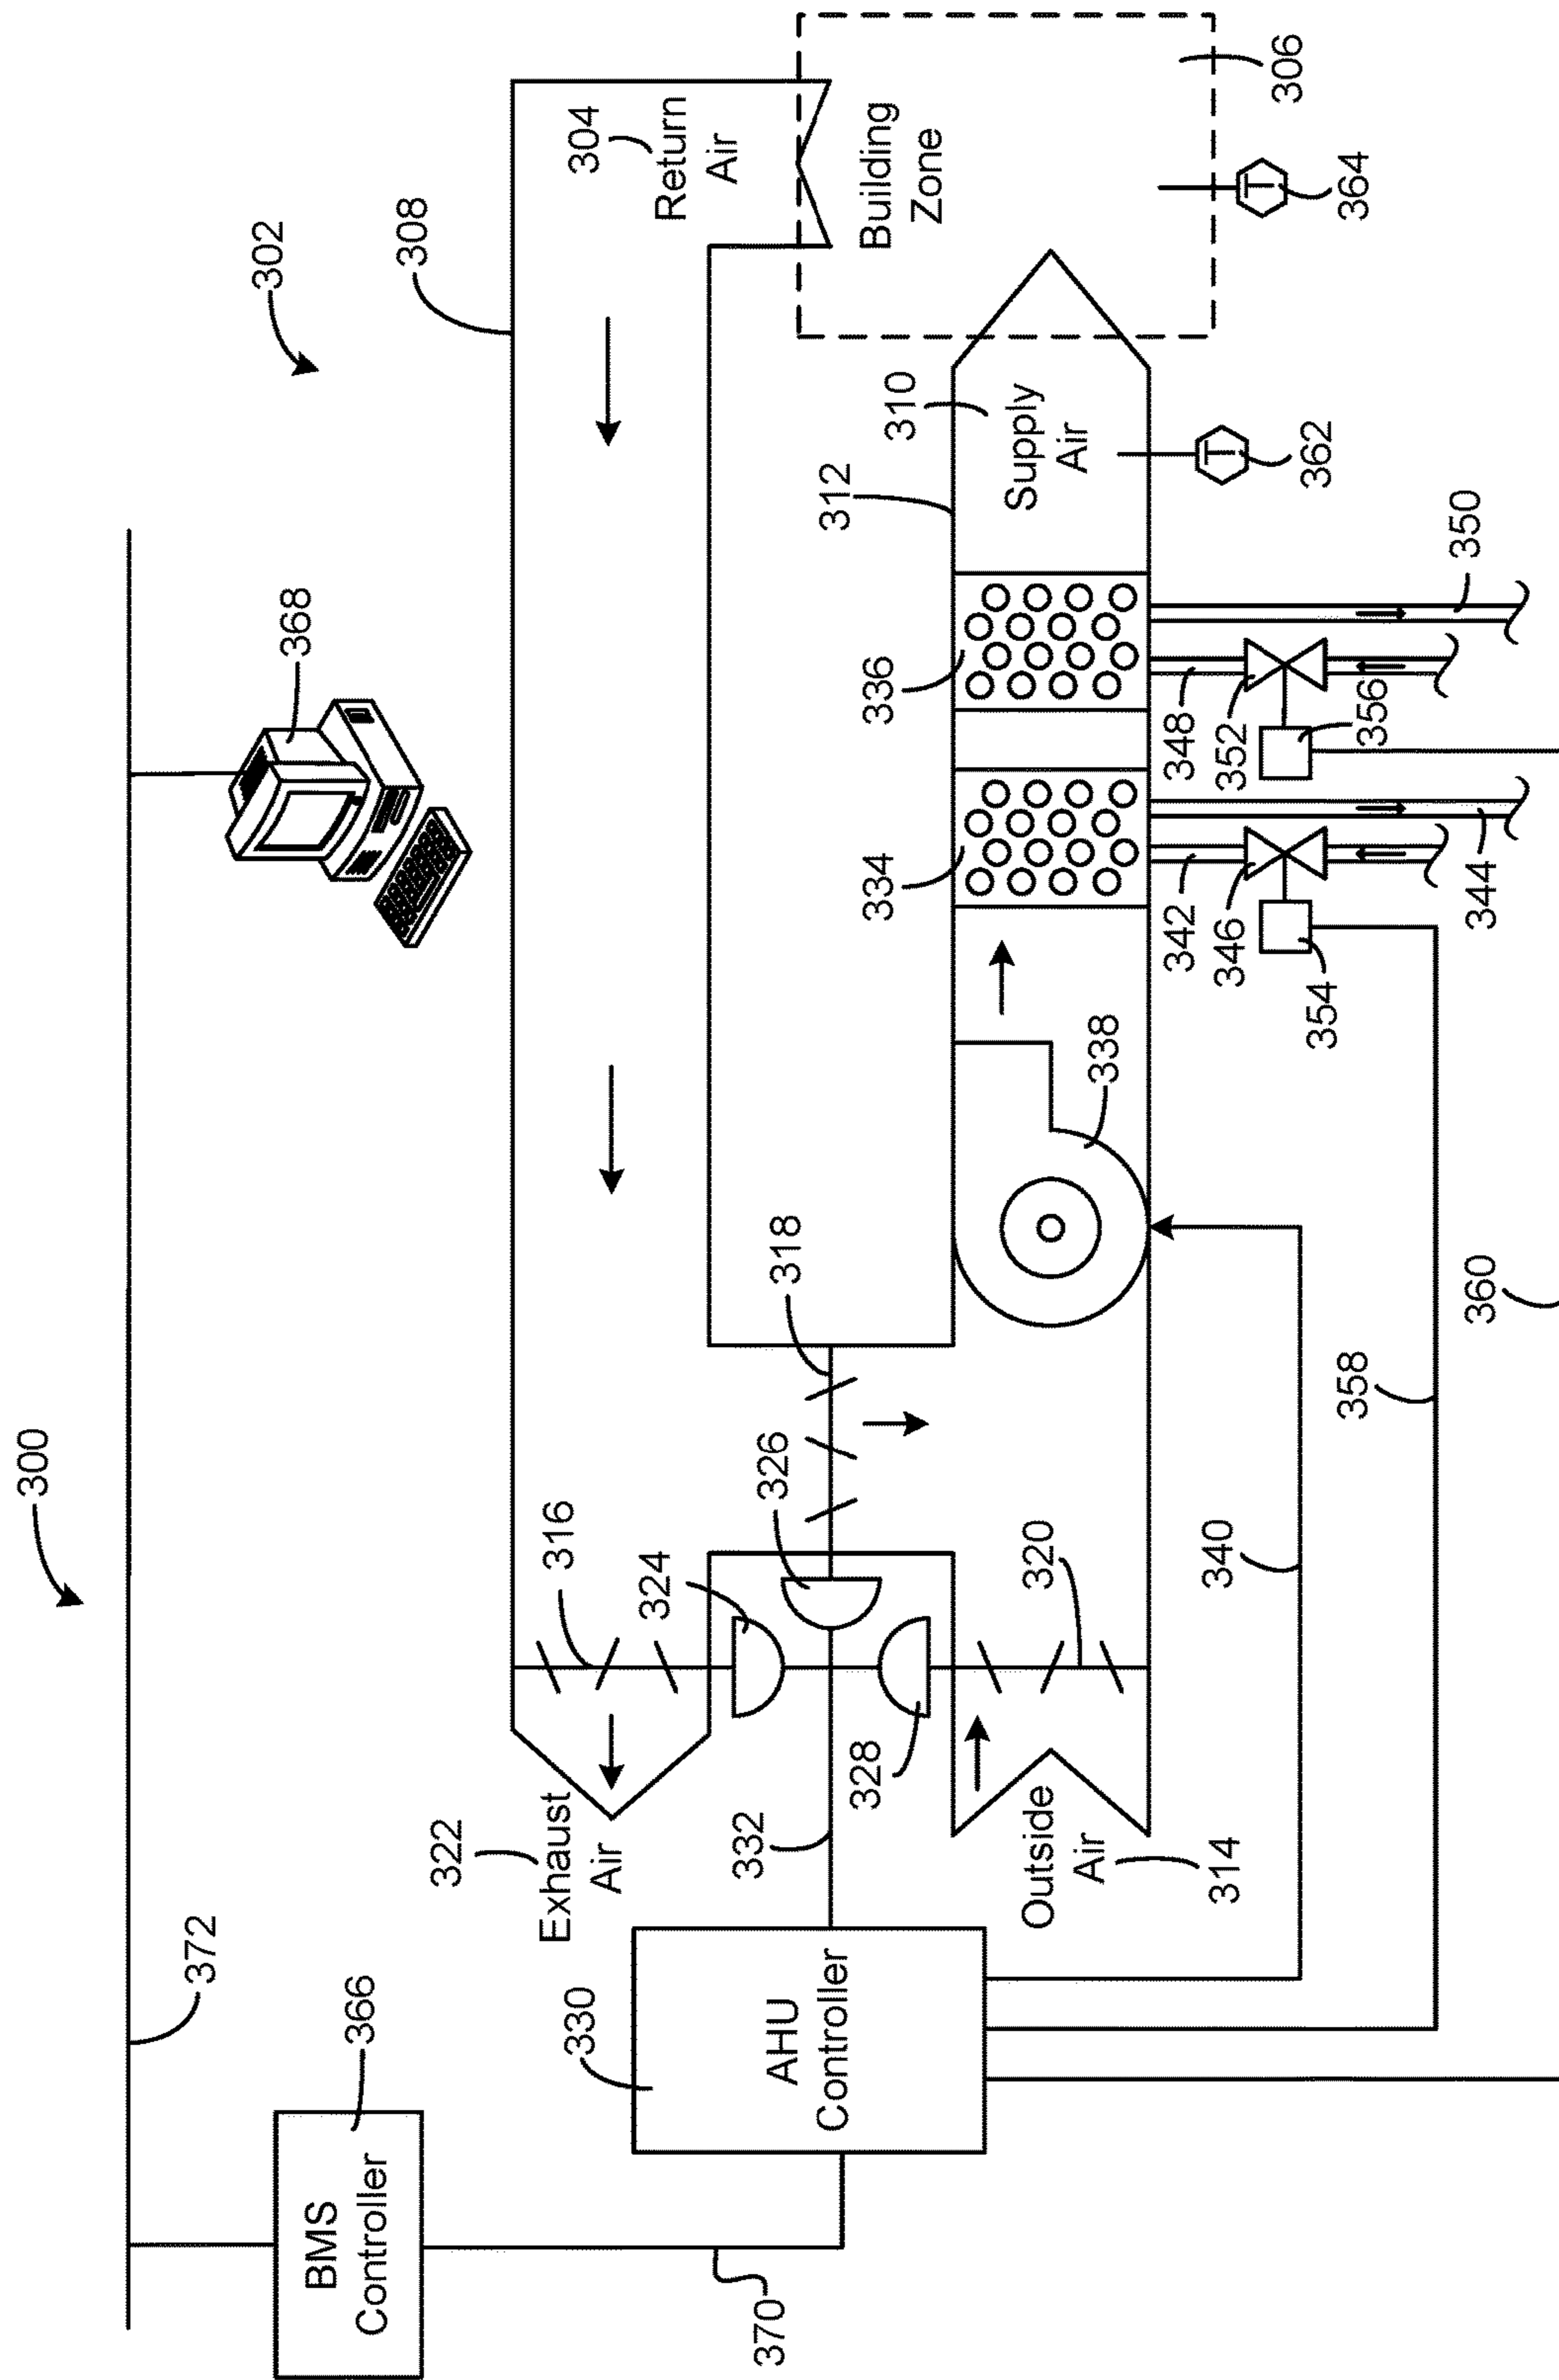 300
372
302
368
366
BMS
Controller
308
322
Exhaust
Air
316
304
Return
Air
330
324
332
370
326
318
AHU
Controller
312
328
334
336
Building
Zone
310
Supply
Air
Outside
Air
320
338
342
348
314
340
346
352
T
T
306
362
354
358
364
356
360
344
350